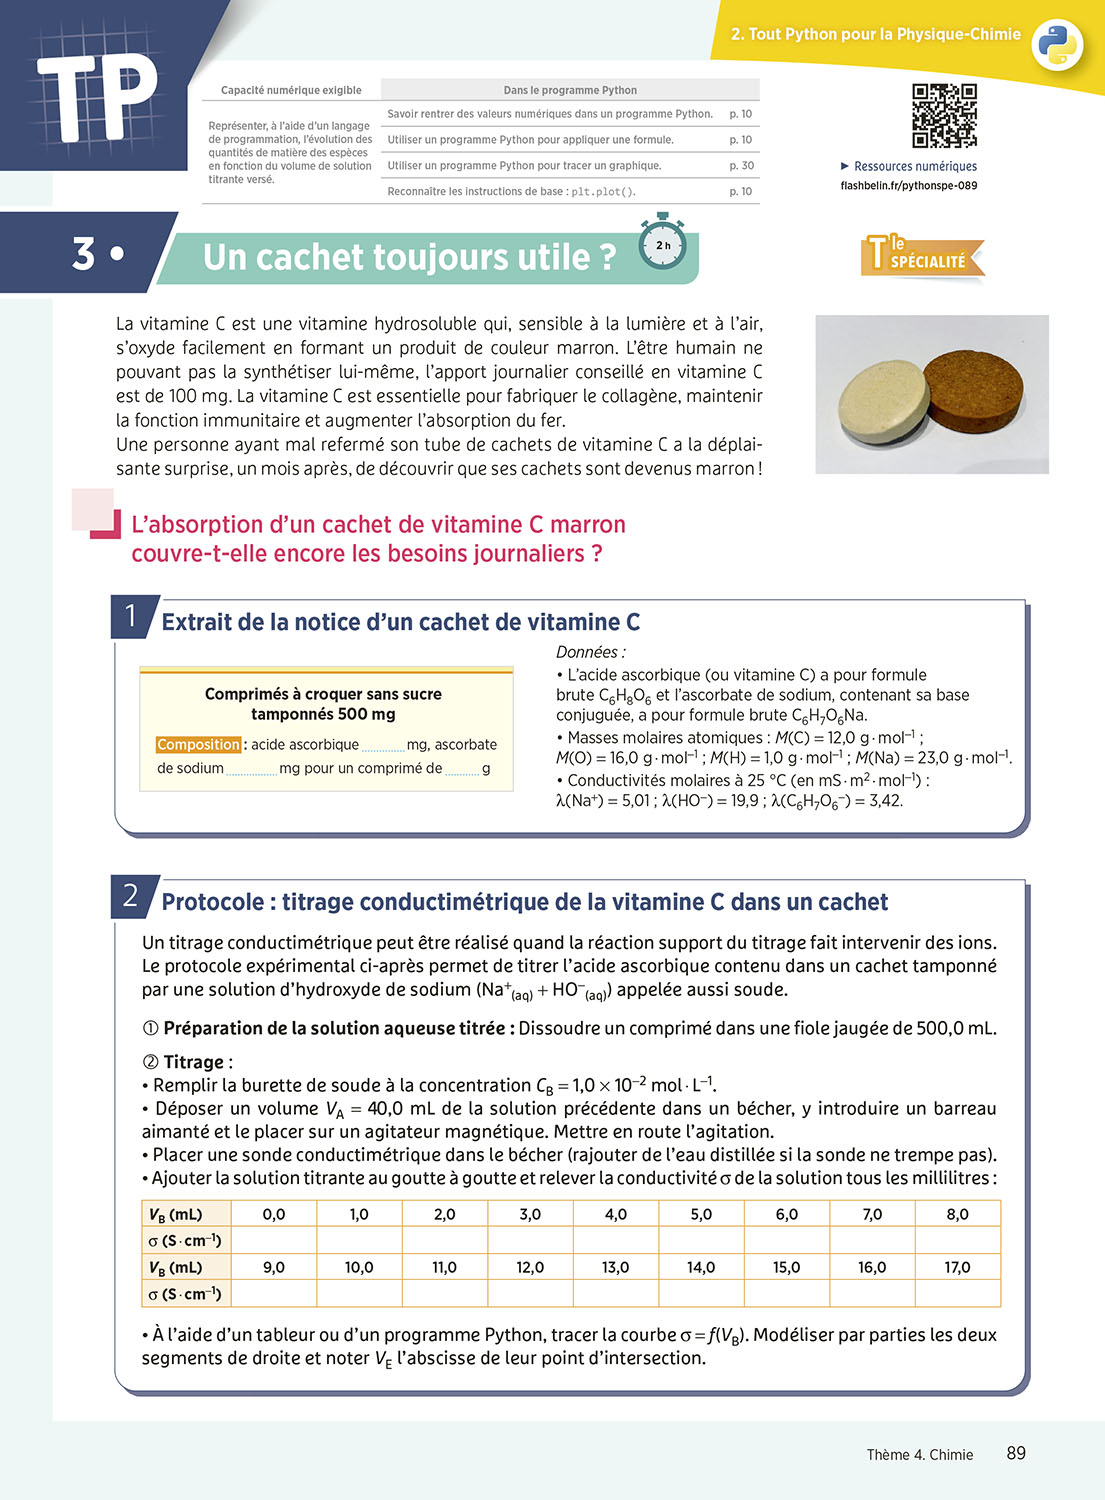 TP
2. Tout Python pour la Physique-Chimie
Capacité numérique exigible
Dans le programme Python
Représenter, à l'aide d'un langage
de programmation, l'évolution des
quantités de matière des espèces
en fonction du volume de solution
titrante versé.
Savoir rentrer des valeurs numériques dans un programme Python. p. 10
Utiliser un programme Python pour appliquer une formule. p. 10
Utiliser un programme Python pour tracer un graphique. p. 30
Reconnaître les instructions de base : plt.plot(). p. 10
► Ressources numériques
flashbelin.fr/pythonspe-089
3 • Un cachet toujours utile ?
2 h
Tle
SPÉCIALITÉ
La vitamine C est une vitamine hydrosoluble qui, sensible à la lumière et à l'air,
s'oxyde facilement en formant un produit de couleur marron. L'être humain ne
pouvant pas la synthétiser lui-même, l'apport journalier conseillé en vitamine C
est de 100 mg. La vitamine C est essentielle pour fabriquer le collagène, maintenir
la fonction immunitaire et augmenter l'absorption du fer.
Une personne ayant mal refermé son tube de cachets de vitamine C a la déplai-
sante surprise, un mois après, de découvrir que ses cachets sont devenus marron !
L'absorption d'un cachet de vitamine C marron
couvre-t-elle encore les besoins journaliers ?
1 Extrait de la notice d'un cachet de vitamine C
Comprimés à croquer sans sucre
tamponnés 500 mg
Composition : acide ascorbique ............ mg, ascorbate
de sodium .............. mg pour un comprimé de ......... g
Données :
• L'acide ascorbique (ou vitamine C) a pour formule
brute C₆H₈O₆ et l'ascorbate de sodium, contenant sa base
conjuguée, a pour formule brute C₆H₇O₆Na.
• Masses molaires atomiques : M(C) = 12,0 g·mol⁻¹ ;
M(O) = 16,0 g·mol⁻¹ ; M(H) = 1,0 g·mol⁻¹ ; M(Na) = 23,0 g·mol⁻¹.
• Conductivités molaires à 25 °C (en mS·m²·mol⁻¹) :
λ(Na⁺) = 5,01 ; λ(HO⁻) = 19,9 ; λ(C₆H₇O₆⁻) = 3,42.
2 Protocole : titrage conductimétrique de la vitamine C dans un cachet
Un titrage conductimétrique peut être réalisé quand la réaction support du titrage fait intervenir des ions.
Le protocole expérimental ci-après permet de titrer l'acide ascorbique contenu dans un cachet tamponné
par une solution d'hydroxyde de sodium (Na⁺(aq) + HO⁻(aq)) appelée aussi soude.
① Préparation de la solution aqueuse titrée : Dissoudre un comprimé dans une fiole jaugée de 500,0 mL.
② Titrage :
• Remplir la burette de soude à la concentration CB = 1,0 × 10⁻² mol·L⁻¹.
• Déposer un volume VA = 40,0 mL de la solution précédente dans un bécher, y introduire un barreau
aimanté et le placer sur un agitateur magnétique. Mettre en route l'agitation.
• Placer une sonde conductimétrique dans le bécher (rajouter de l'eau distillée si la sonde ne trempe pas).
• Ajouter la solution titrante au goutte à goutte et relever la conductivité σ de la solution tous les millilitres :
VB (mL) 0,0 1,0 2,0 3,0 4,0 5,0 6,0 7,0 8,0
σ (S·cm⁻¹)
VB (mL) 9,0 10,0 11,0 12,0 13,0 14,0 15,0 16,0 17,0
σ (S·cm⁻¹)
• À l'aide d'un tableur ou d'un programme Python, tracer la courbe σ = f(VB). Modéliser par parties les deux
segments de droite et noter VE l'abscisse de leur point d'intersection.
Thème 4. Chimie 89